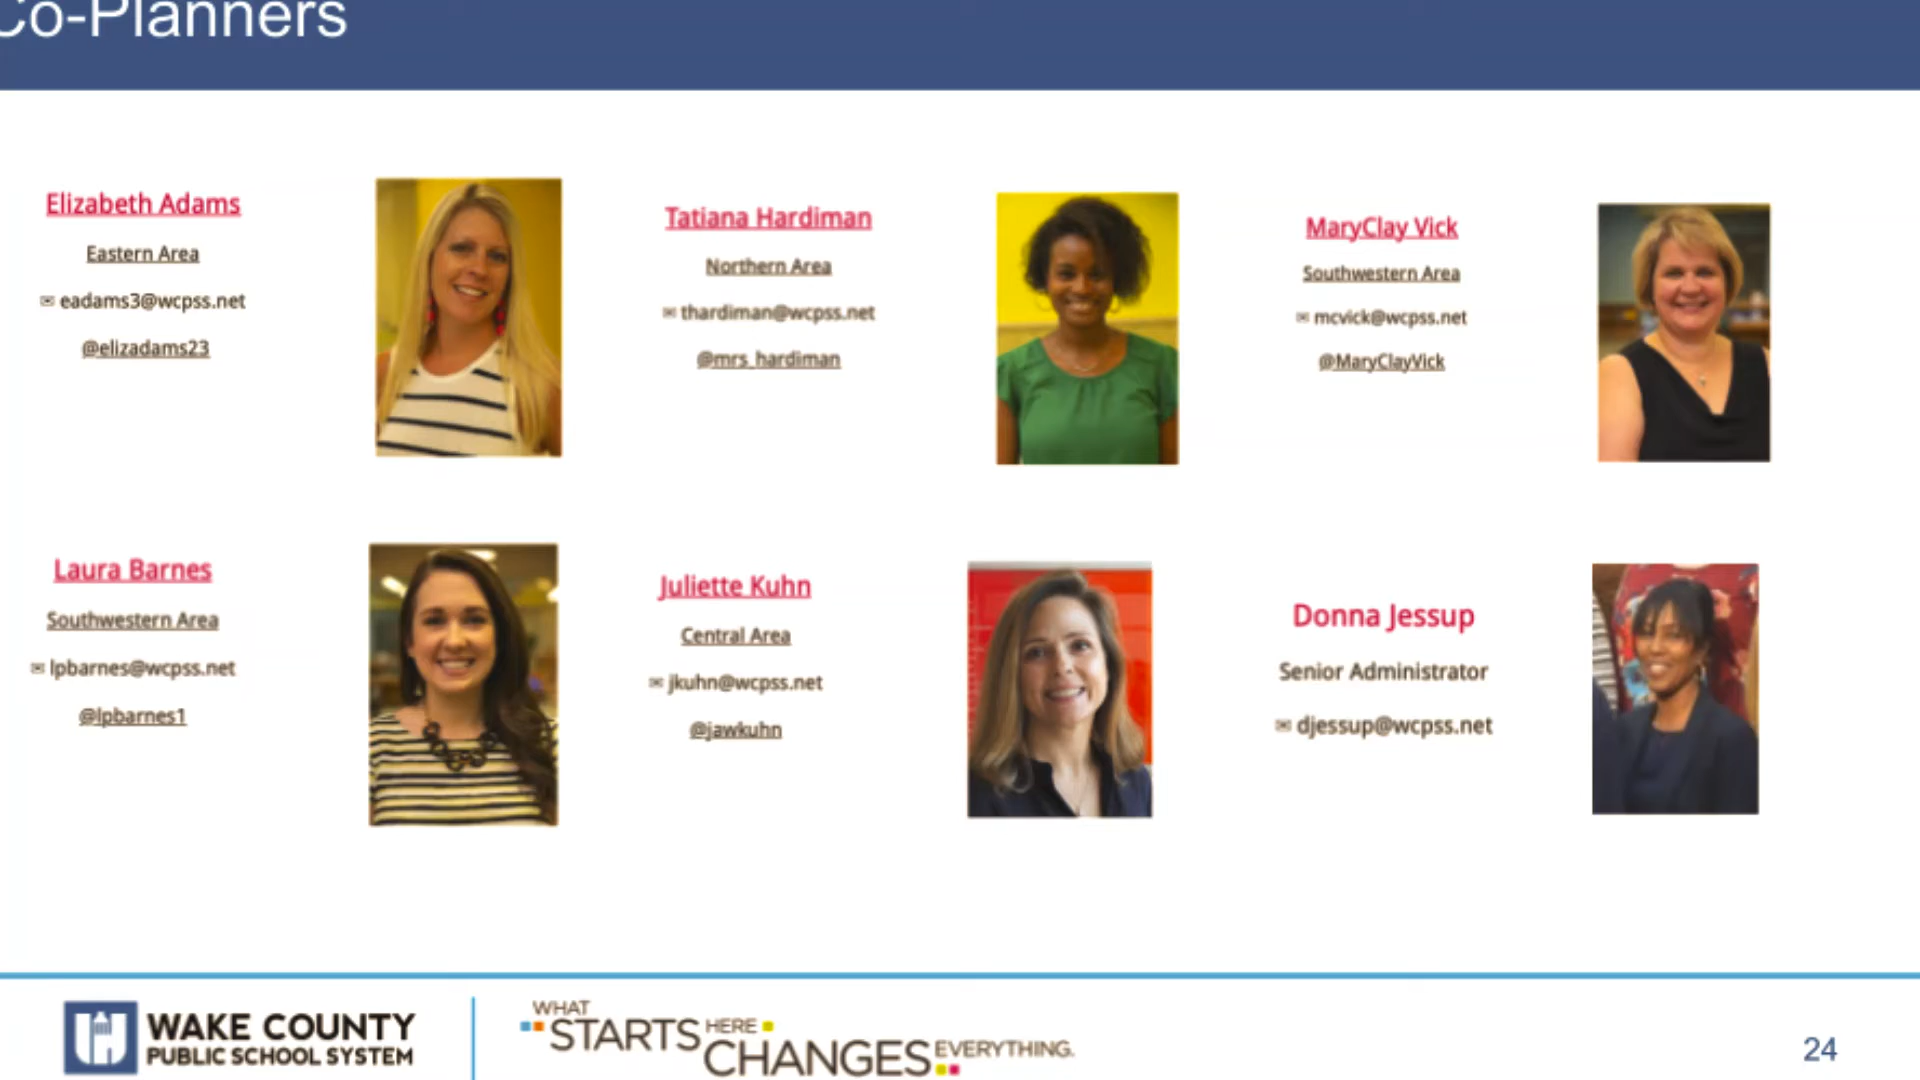 Co-Planners
Elizabeth Adams
Eastern Area
✉ eadams3@wcpss.net
@elizadams23
Tatiana Hardiman
Northern Area
✉ thardiman@wcpss.net
@mrs_hardiman
MaryClay Vick
Southwestern Area
✉ mcvick@wcpss.net
@MaryClayVick
Laura Barnes
Southwestern Area
✉ lpbarnes@wcpss.net
@lpbarnes1
Juliette Kuhn
Central Area
✉ jkuhn@wcpss.net
@jawkuhn
Donna Jessup
Senior Administrator
✉ djessup@wcpss.net
WAKE COUNTY
PUBLIC SCHOOL SYSTEM
WHAT
STARTS HERE
CHANGES EVERYTHING.
24